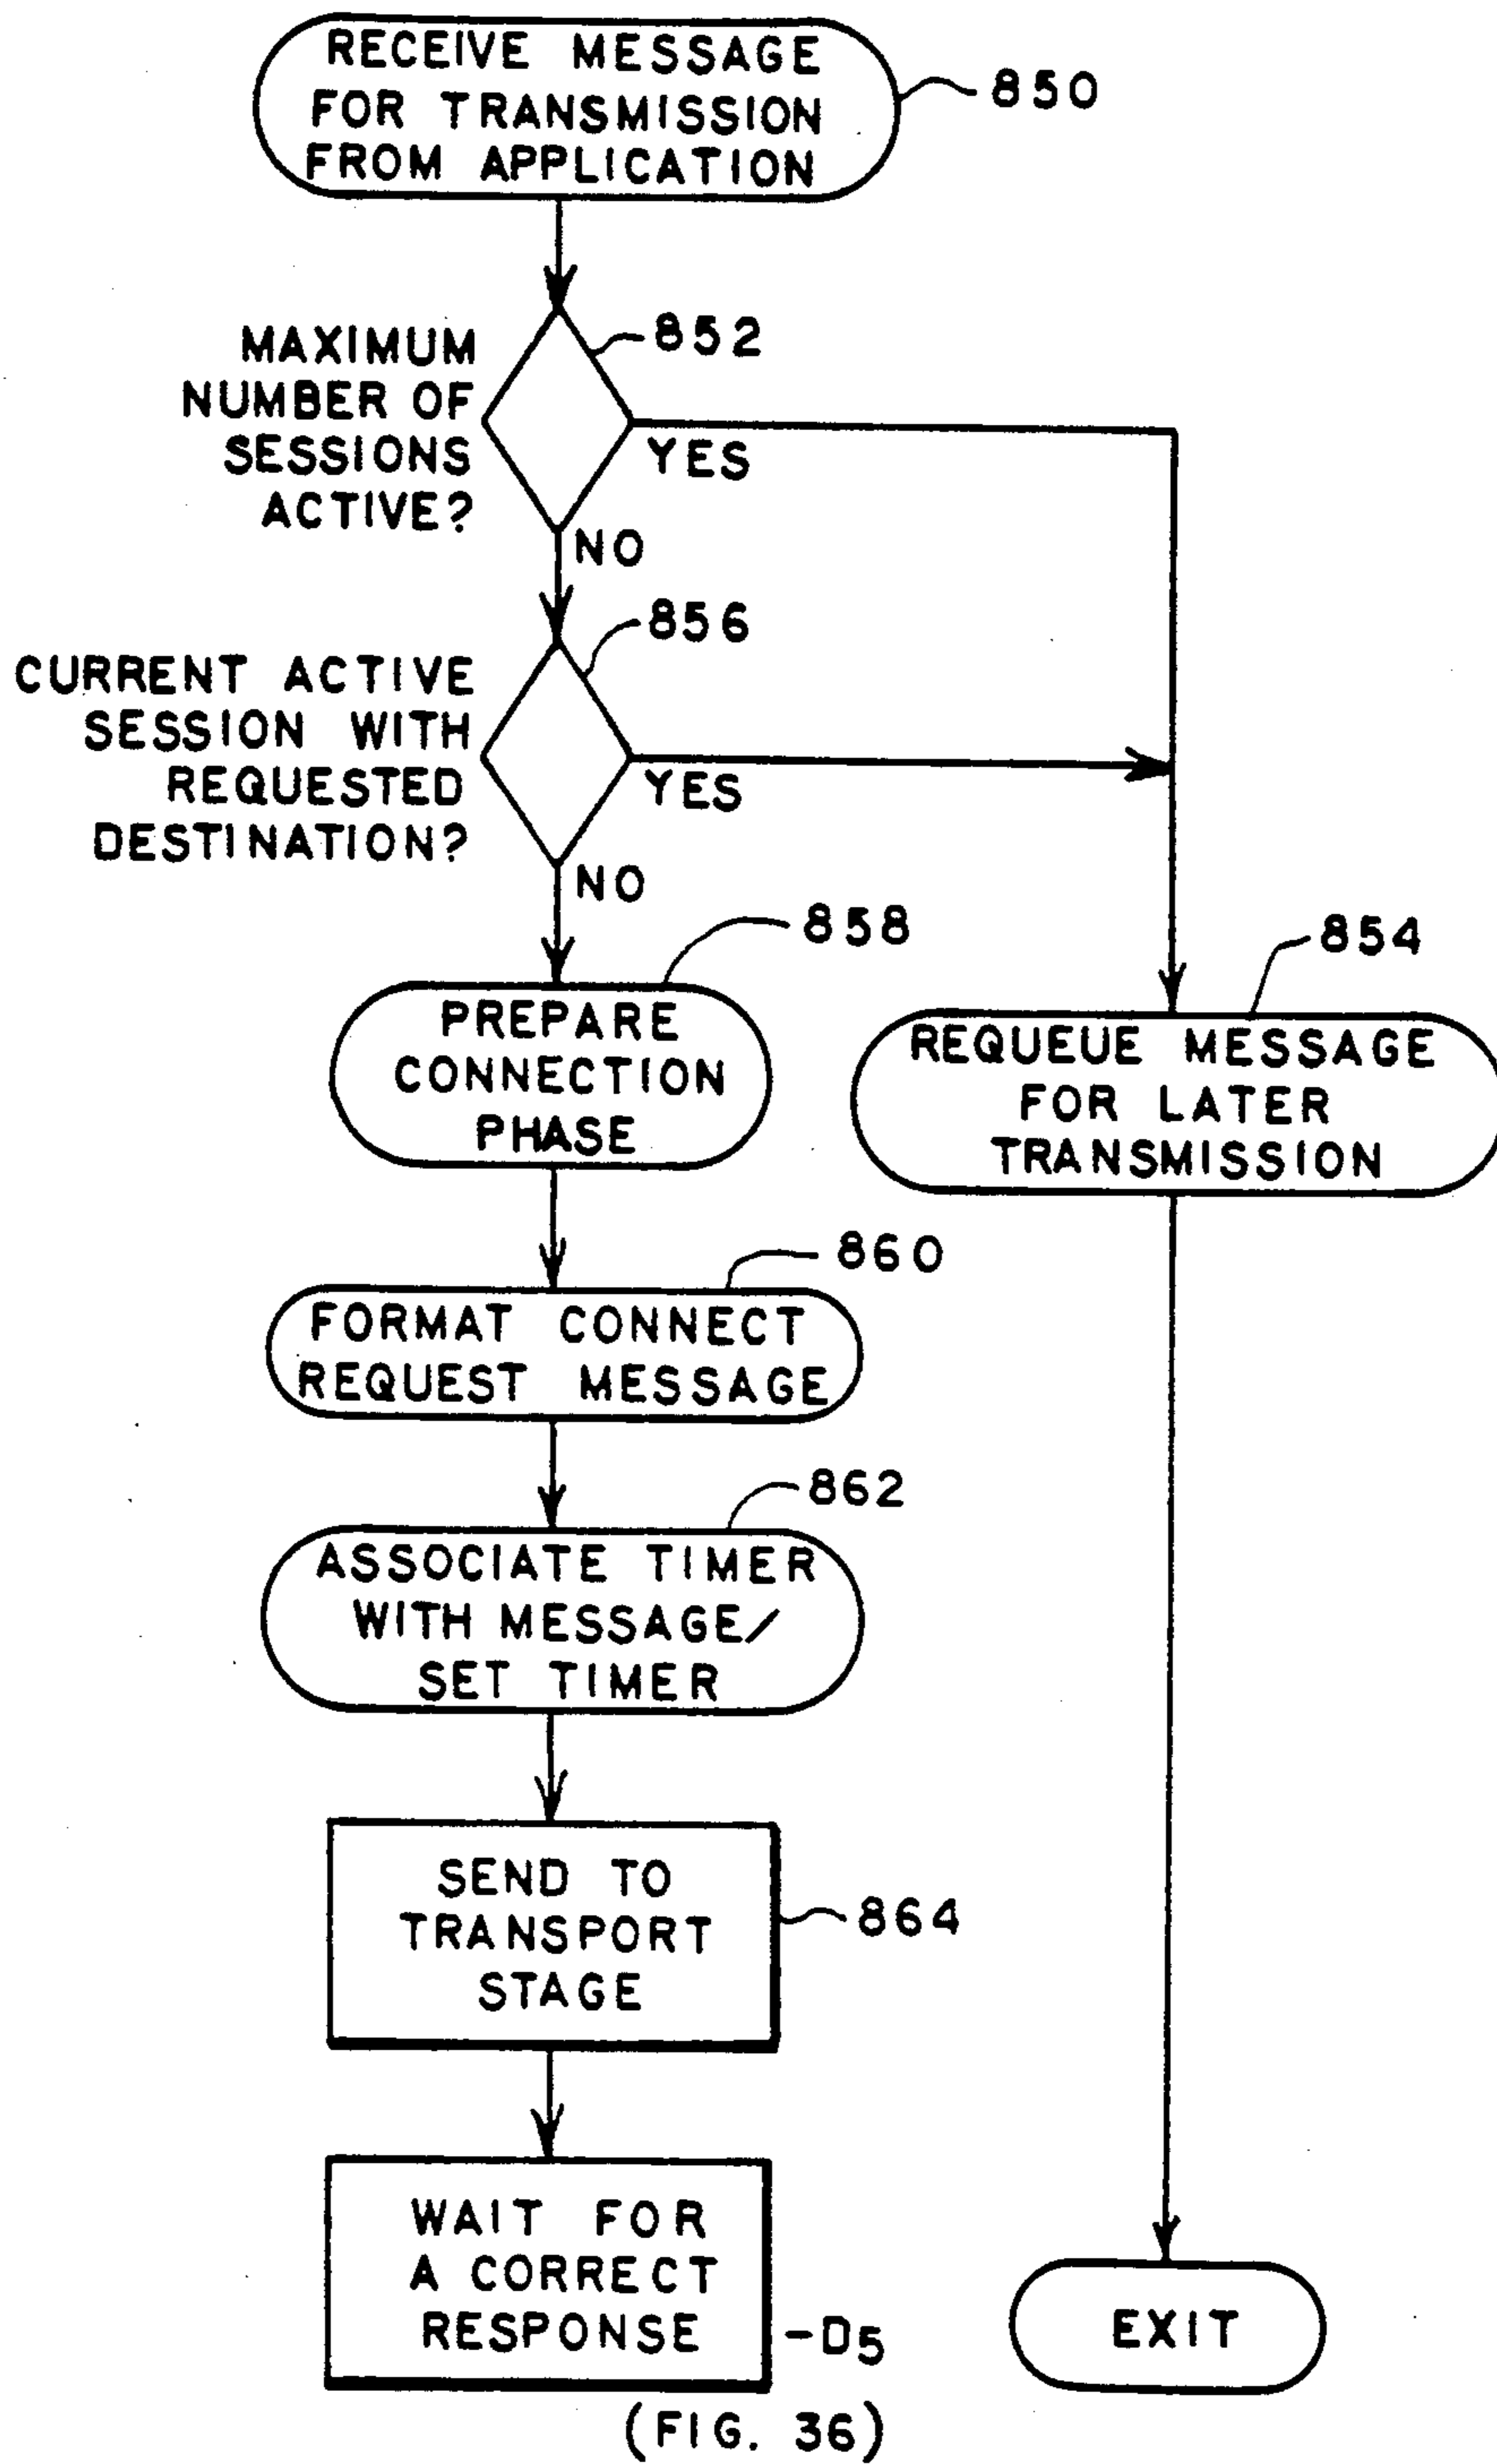 RECEIVE MESSAGE
FOR TRANSMISSION
FROM APPLICATION
850
MAXIMUM
NUMBER OF
SESSIONS
ACTIVE?
852
YES
NO
CURRENT ACTIVE
SESSION WITH
REQUESTED
DESTINATION?
856
YES
NO
858
PREPARE
CONNECTION
PHASE
854
REQUEUE MESSAGE
FOR LATER
TRANSMISSION
860
FORMAT CONNECT
REQUEST MESSAGE
862
ASSOCIATE TIMER
WITH MESSAGE/
SET TIMER
SEND TO
TRANSPORT
STAGE
864
WAIT FOR
A CORRECT
RESPONSE
-D5
EXIT
(FIG. 36)